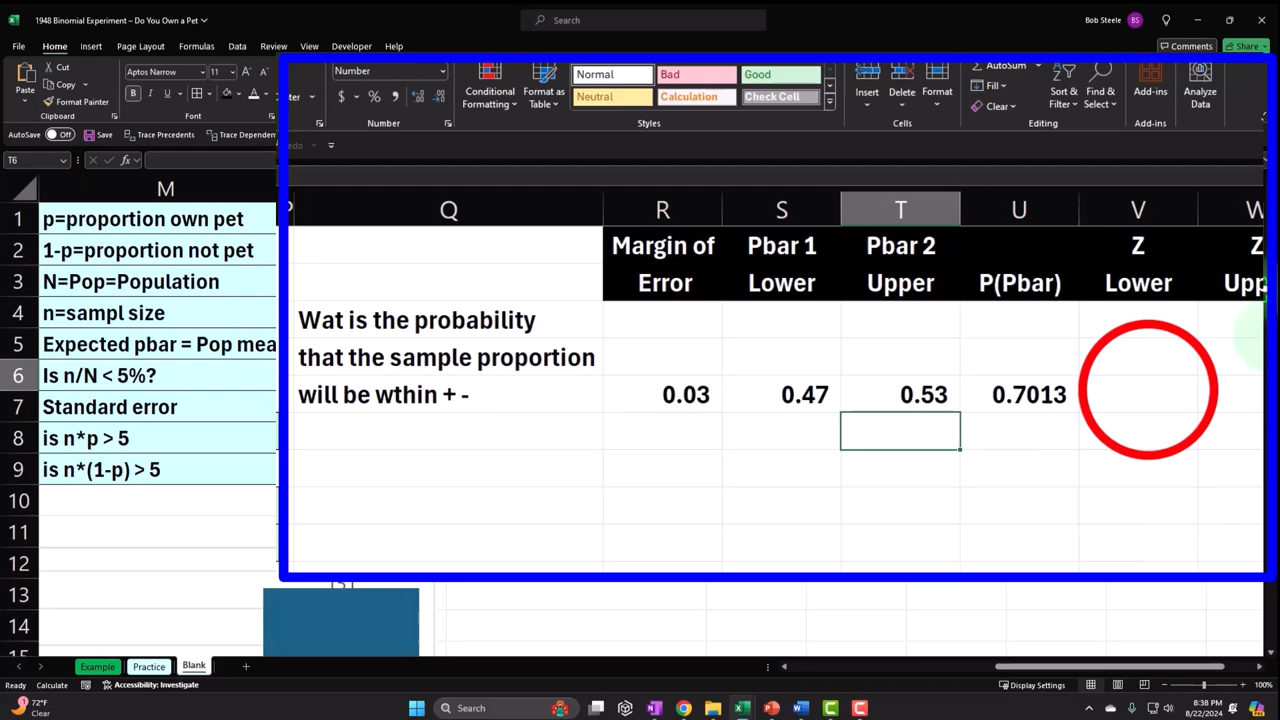 1948 Binomial Experiment – Do You Own a Pet
Search
Bob Steele
BS
File Home Insert Page Layout Formulas Data Review View Developer Help
Comments Share
Paste
Cut
Copy
Format Painter
Clipboard
Aptos Narrow 11
B I U
Font
Number
Number
Conditional Formatting
Format as Table
Normal Bad Good
Neutral Calculation Check Cell
Styles
Insert Delete Format
Cells
AutoSum
Fill
Clear
Sort & Filter
Find & Select
Editing
Add-ins
Add-ins
Analyze Data
AutoSave Off Save Trace Precedents Trace Dependen
T6 fx
M
1 p=proportion own pet
2 1-p=proportion not pet
3 N=Pop=Population
4 n=sampl size
5 Expected pbar = Pop mea
6 Is n/N < 5%?
7 Standard error
8 is n*p > 5
9 is n*(1-p) > 5
10
11
12
13
14
Q R S T U V W
Margin of Error
Pbar 1 Lower
Pbar 2 Upper
P(Pbar)
Z Lower
Z Upp
Wat is the probability
that the sample proportion
will be wthin + - 0.03 0.47 0.53 0.7013
Example Practice Blank
Ready Calculate Accessibility: Investigate
Display Settings
100%
72°F
Clear
Search
8:38 PM
8/22/2024